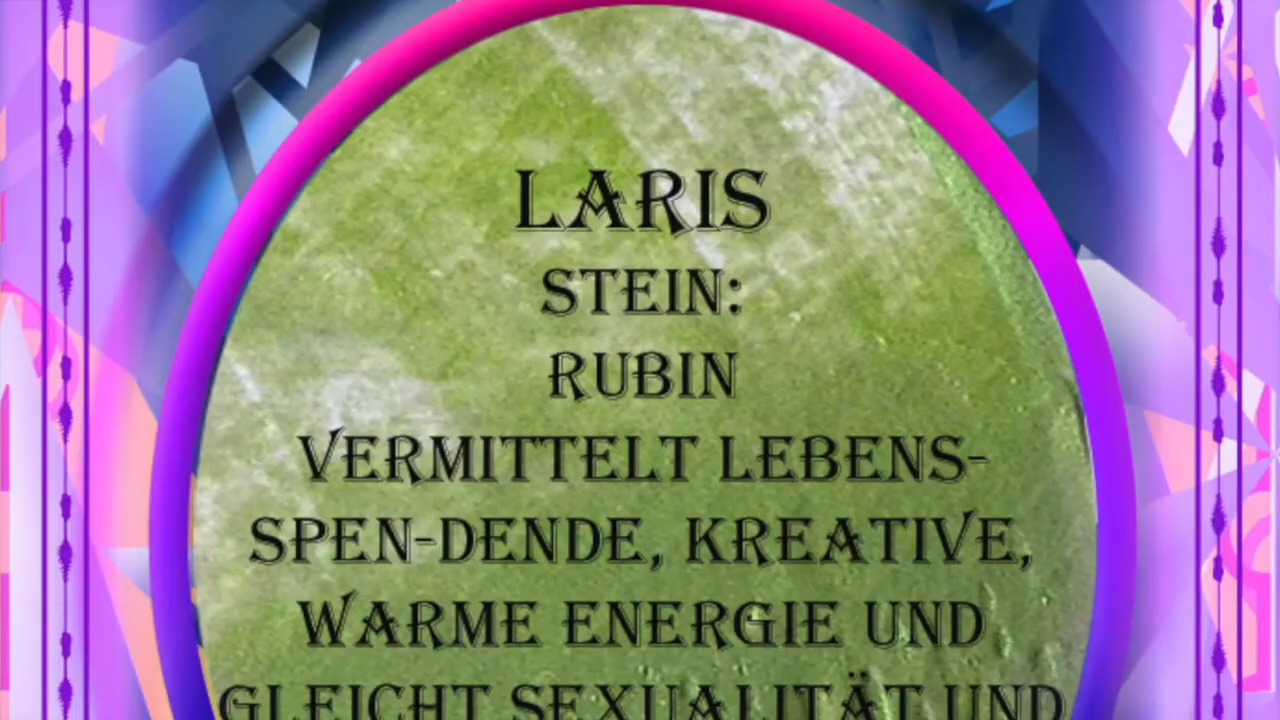 LARIS
STEIN:
RUBIN
VERMITTELT LEBENS-
SPEN-DENDE, KREATIVE,
WARME ENERGIE UND
GLEICHT SEXUALITÄT UND